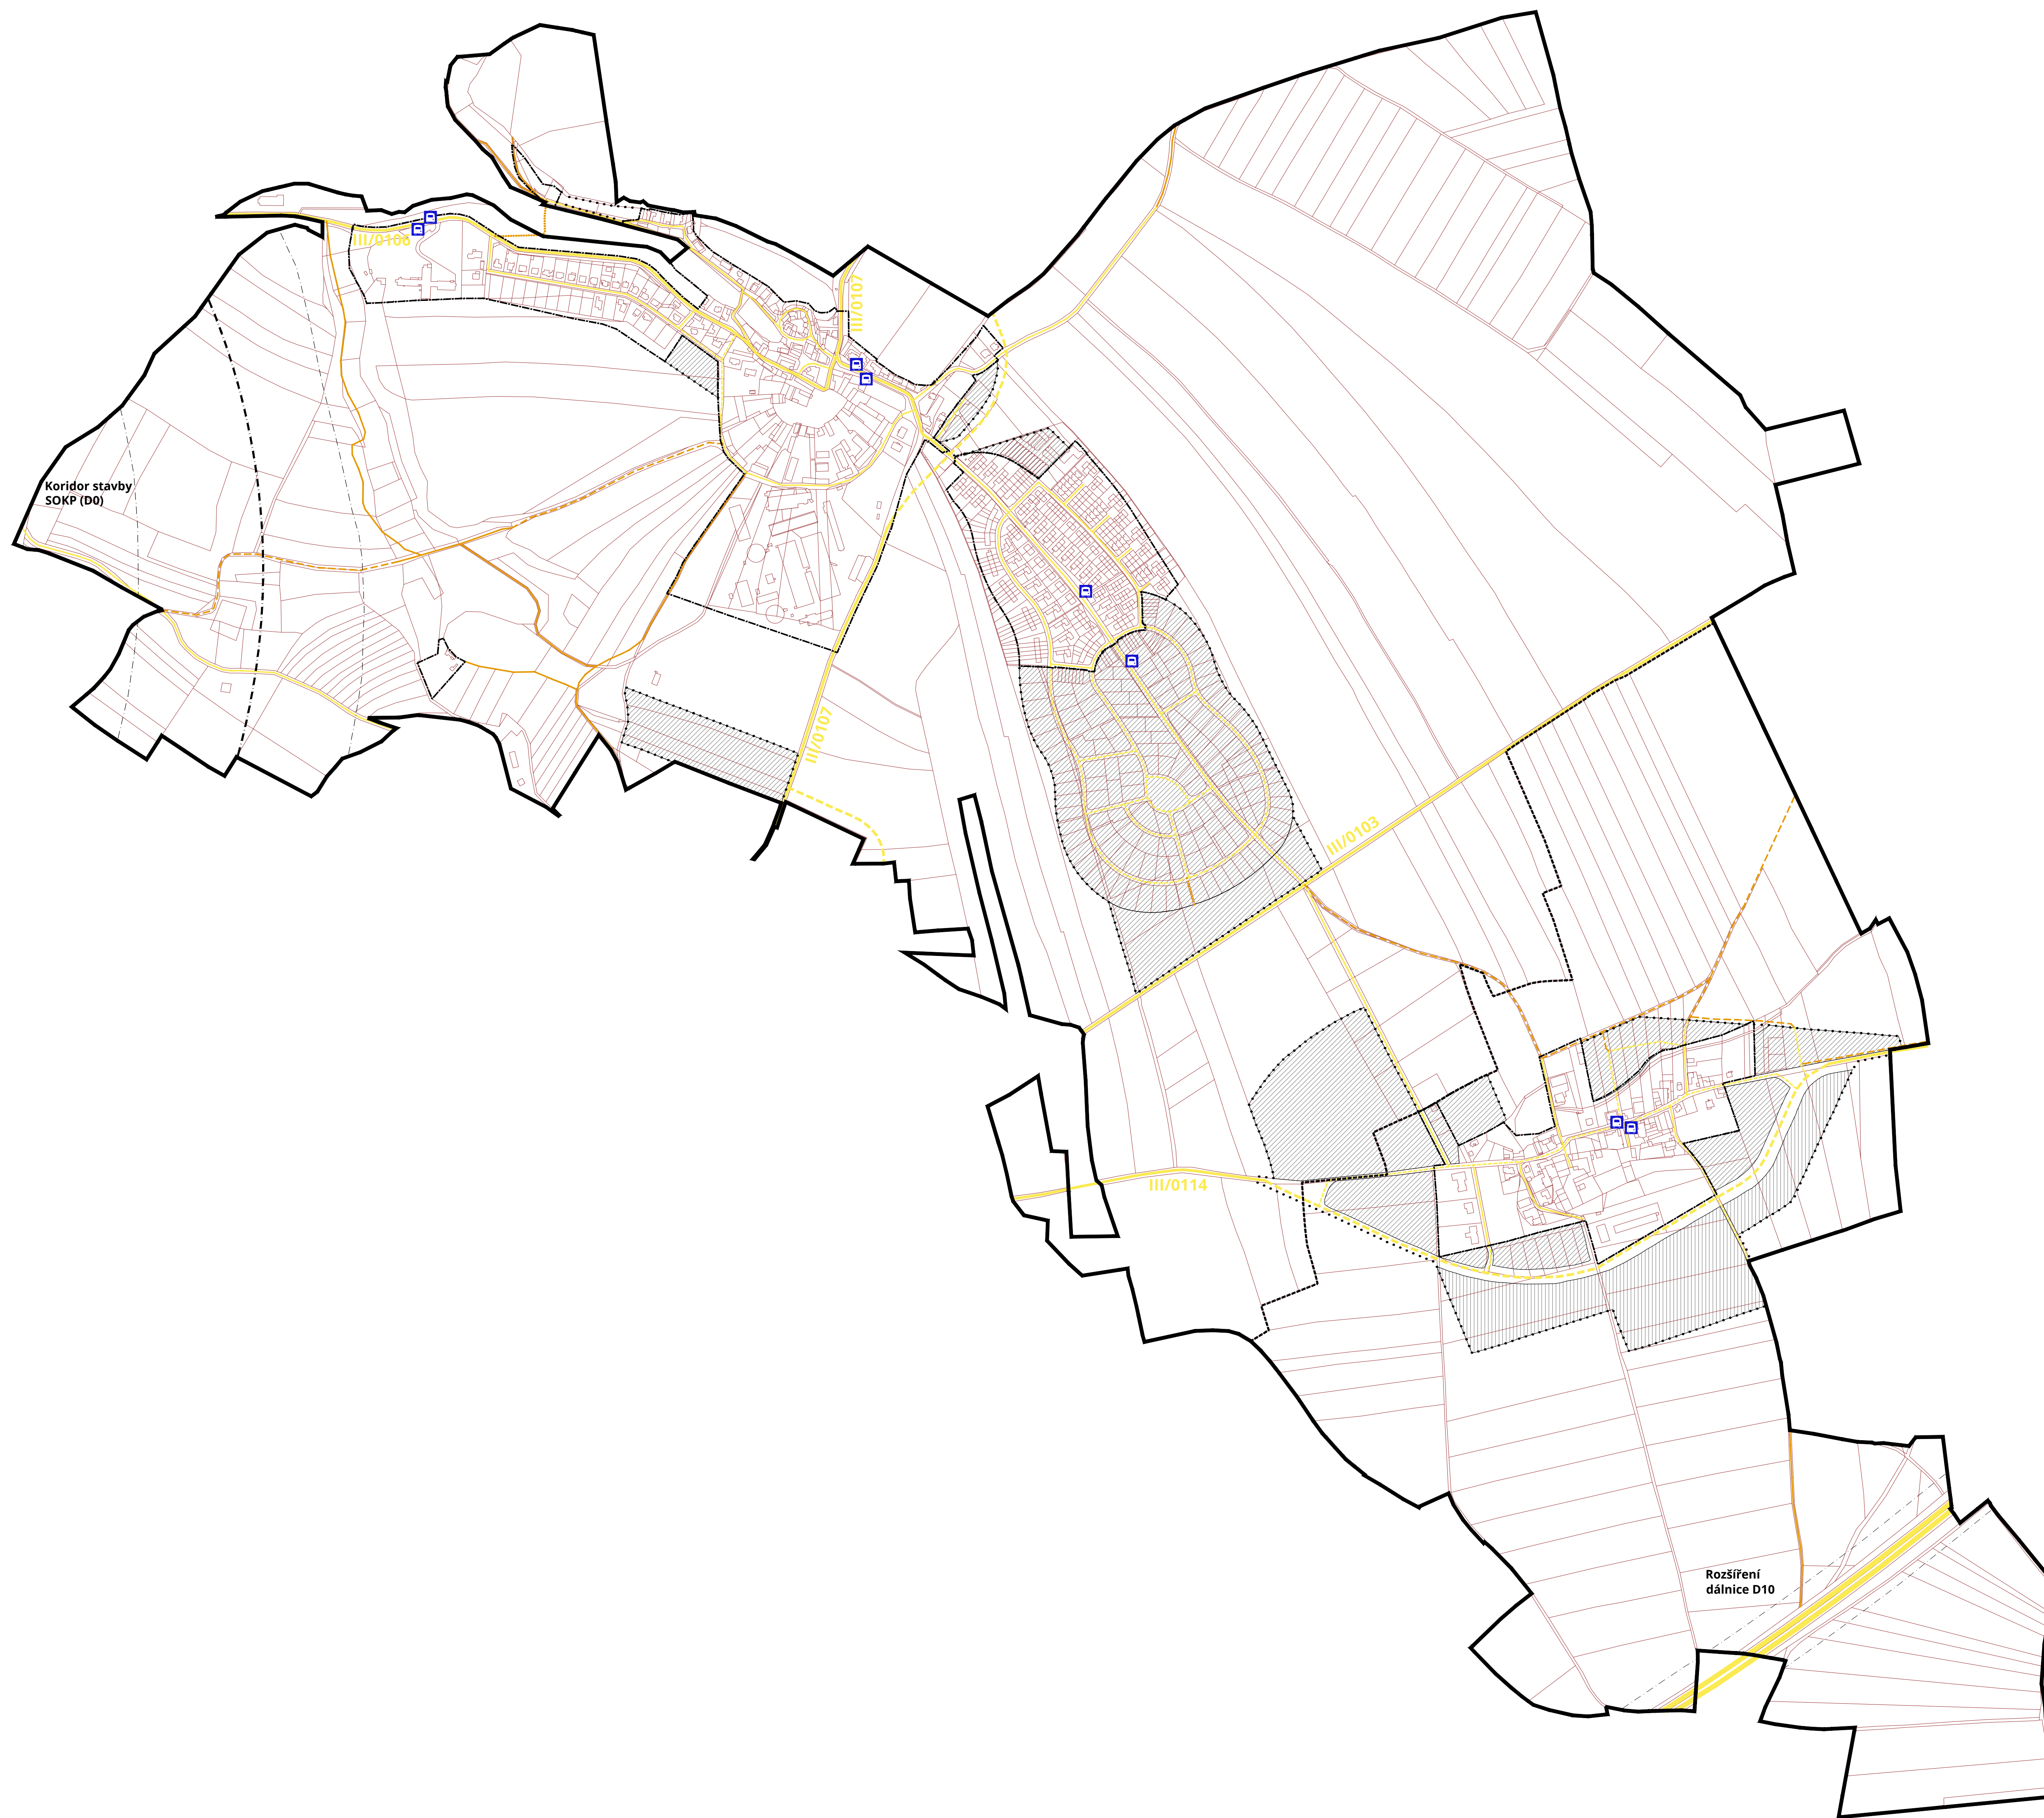 III/0106
III/0107
Koridor stavby
SOKP (D0)
III/0107
III/0103
III/0114
Rozšíření
dálnice D10